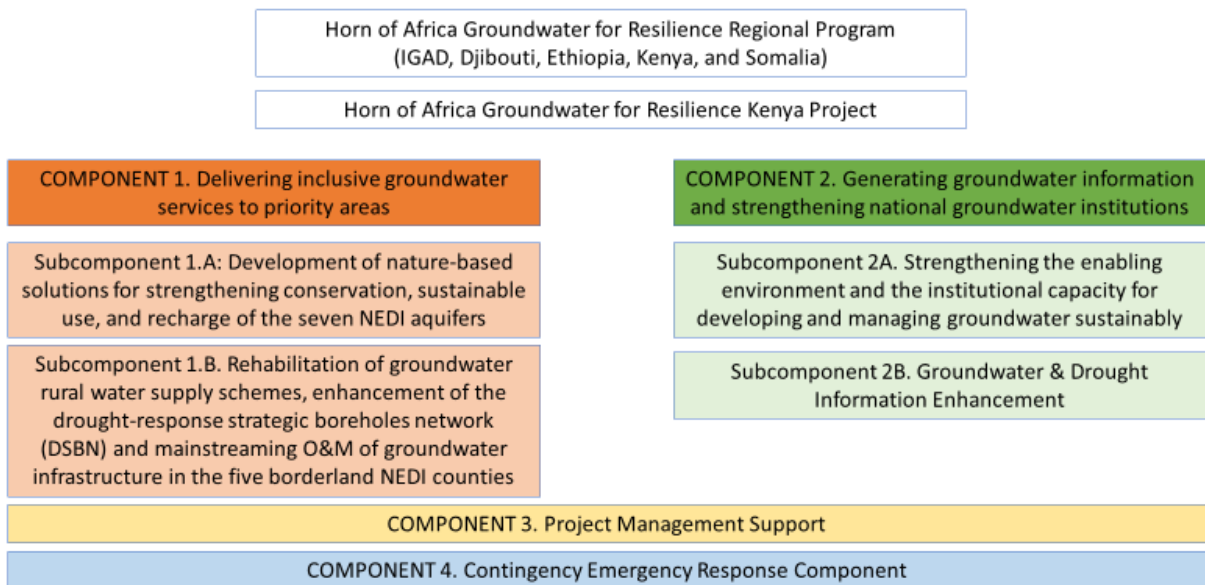 Horn of Africa Groundwater for Resilience Regional Program
(IGAD, Djibouti, Ethiopia, Kenya, and Somalia)
Horn of Africa Groundwater for Resilience Kenya Project
COMPONENT 1. Delivering inclusive groundwater
services to priority areas
Subcomponent 1.A: Development of nature-based
solutions for strengthening conservation, sustainable
use, and recharge of the seven NEDI aquifers
Subcomponent 1.B. Rehabilitation of groundwater
rural water supply schemes, enhancement of the
drought-response strategic boreholes network
(DSBN) and mainstreaming O&M of groundwater
infrastructure in the five borderland NEDI counties
COMPONENT 2. Generating groundwater information
and strengthening national groundwater institutions
Subcomponent 2A. Strengthening the enabling
environment and the institutional capacity for
developing and managing groundwater sustainably
Subcomponent 2B. Groundwater & Drought
Information Enhancement
COMPONENT 3. Project Management Support
COMPONENT 4. Contingency Emergency Response Component